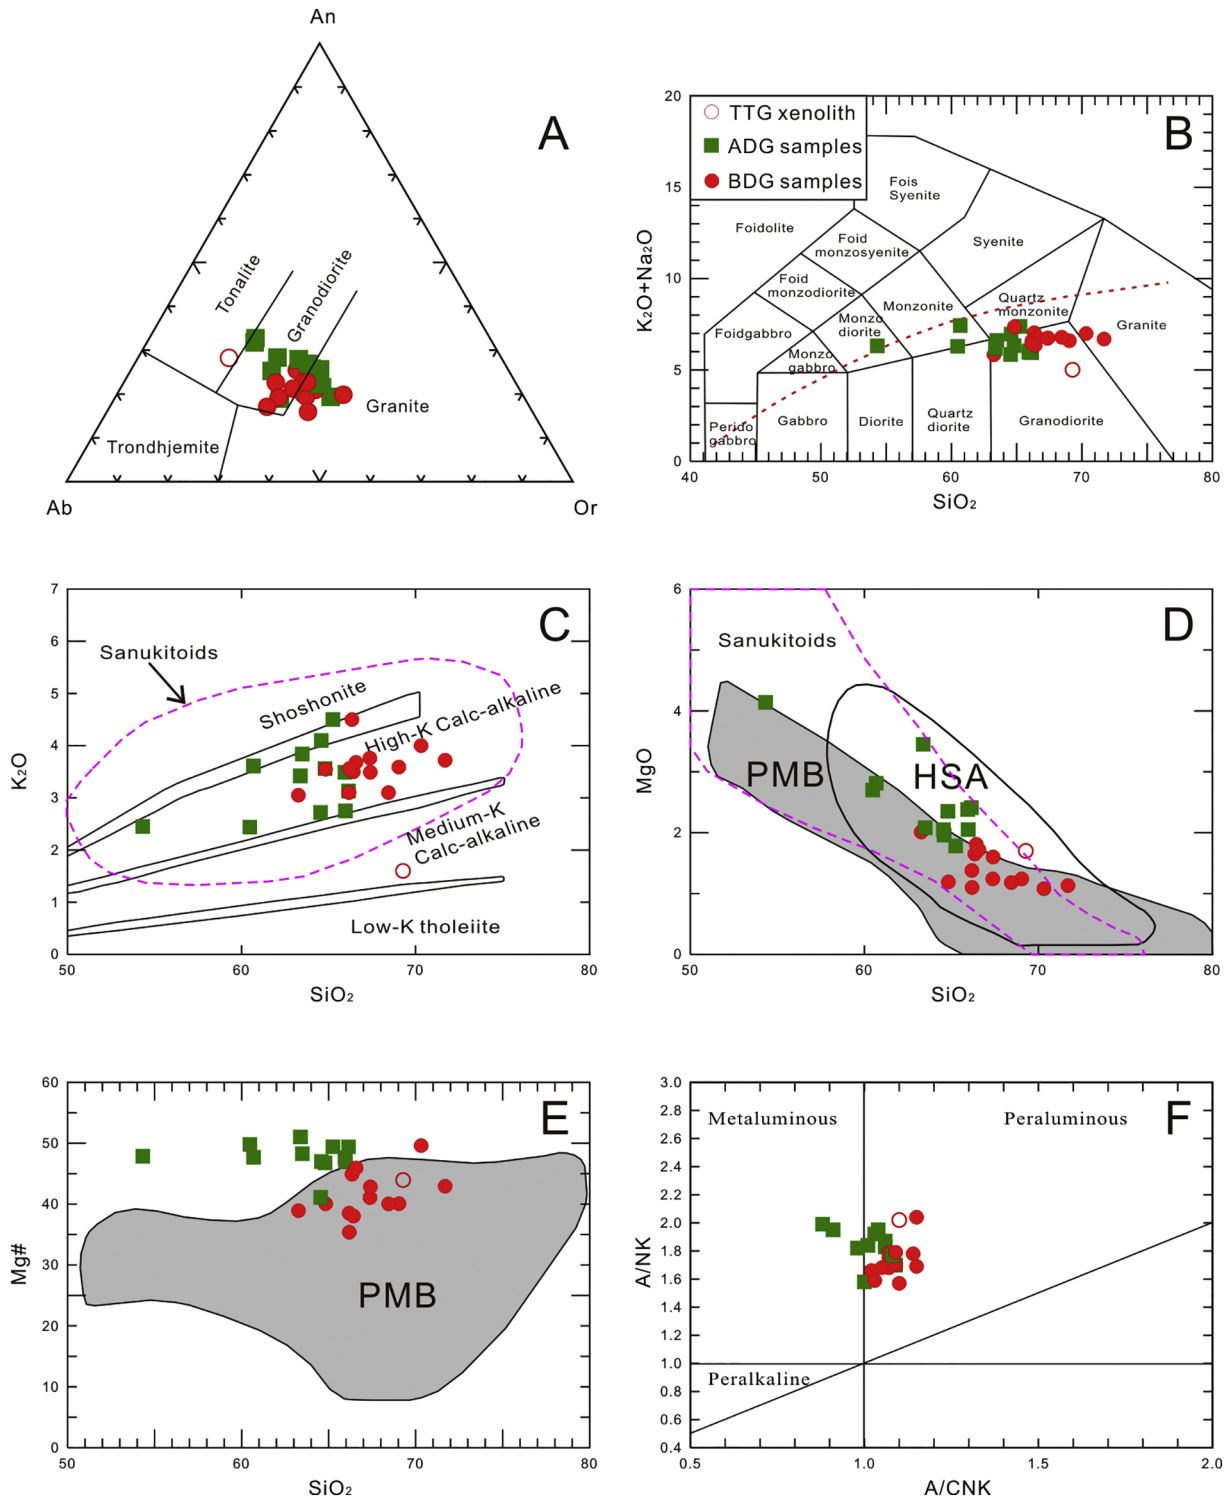 An
A
Tonalite
Granodiorite
Granite
Trondhjemite
Ab
Or
B
TTG xenolith
ADG samples
BDG samples
K₂O+Na₂O
20
15
10
5
0
Foidolite
Fois
Syenite
Foid
monzosyenite
Syenite
Foid
monzodiorite
Monzonite
Quartz
monzonite
Foidgabbro
Monzo
diorite
Granite
Monzo
gabbro
Perido
gabbro
Gabbro
Diorite
Quartz
diorite
Granodiorite
40
50
60
70
80
SiO₂
C
K₂O
7
6
5
4
3
2
1
0
Sanukitoids
Shoshonite
High-K Calc-alkaline
Medium-K
Calc-alkaline
Low-K tholeiite
50
60
70
80
SiO₂
D
MgO
6
4
2
0
Sanukitoids
PMB
HSA
50
60
70
80
SiO₂
E
Mg#
60
50
40
30
20
10
0
PMB
50
60
70
80
SiO₂
F
A/NK
3.0
2.8
2.6
2.4
2.2
2.0
1.8
1.6
1.4
1.2
1.0
0.8
0.6
0.4
Metaluminous
Peraluminous
Peralkaline
0.5
1.0
1.5
2.0
A/CNK